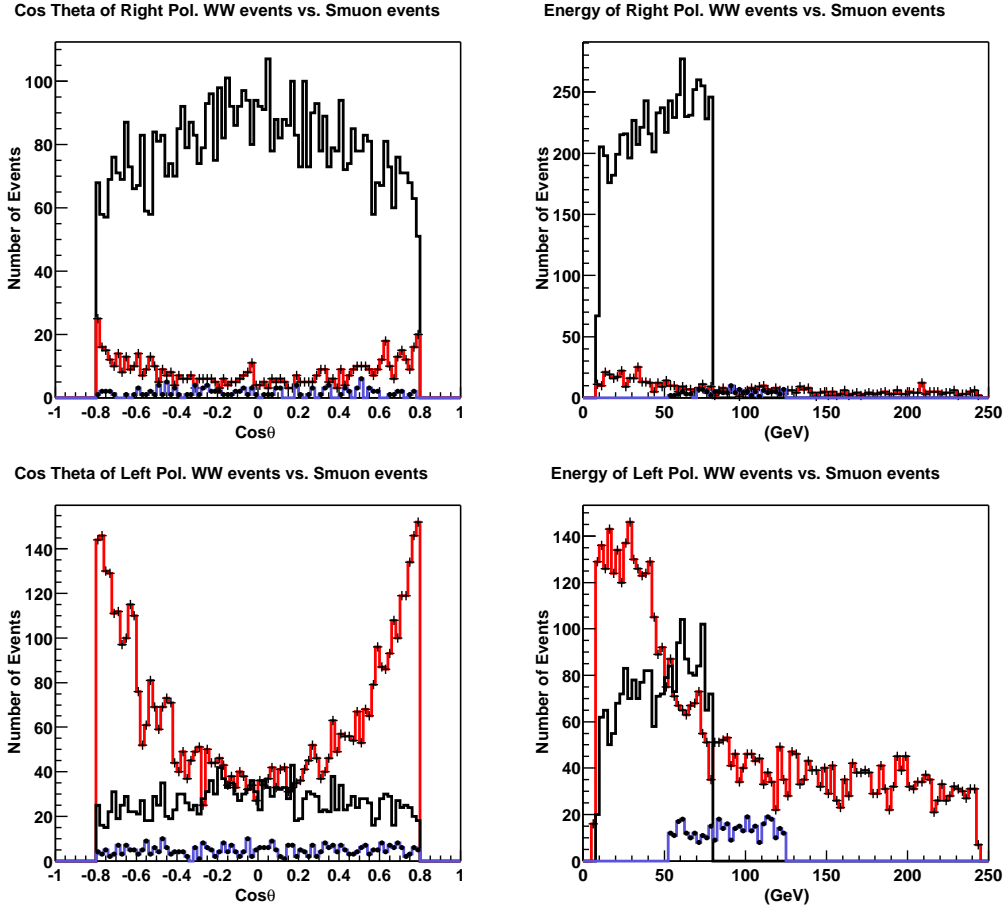 Cos Theta of Right Pol. WW events vs. Smuon events
Number of Events
100
80
60
40
20
0
-1 -0.8 -0.6 -0.4 -0.2 0 0.2 0.4 0.6 0.8 1
Cosθ
Energy of Right Pol. WW events vs. Smuon events
Number of Events
250
200
150
100
50
0
0 50 100 150 200 250
(GeV)
Cos Theta of Left Pol. WW events vs. Smuon events
Number of Events
140
120
100
80
60
40
20
0
-1 -0.8 -0.6 -0.4 -0.2 0 0.2 0.4 0.6 0.8 1
Cosθ
Energy of Left Pol. WW events vs. Smuon events
Number of Events
140
120
100
80
60
40
20
0
0 50 100 150 200 250
(GeV)